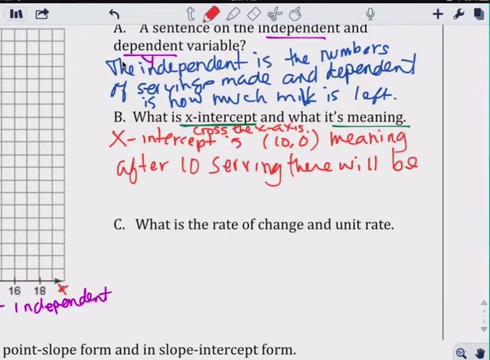 A. A sentence on the independent and
dependent variable?
The independent is the numbers
of servings made and dependent
is how much milk is left.
B. What is x-intercept and what it's meaning.
cross the x-axis.
X-intercept is (10,0) meaning
after 10 serving there will be
C. What is the rate of change and unit rate.
16 18 x
independent
point-slope form and in slope-intercept form.